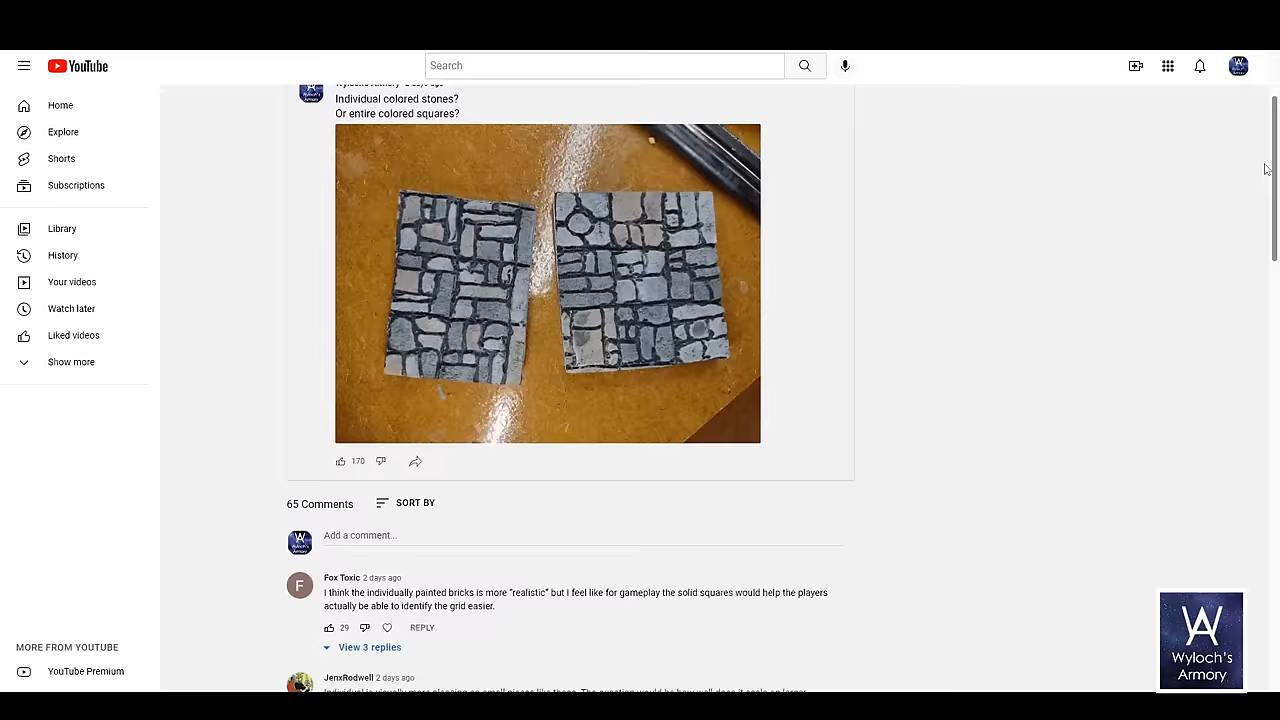 YouTube
Search
Home
Explore
Shorts
Subscriptions
Library
History
Your videos
Watch later
Liked videos
Show more
MORE FROM YOUTUBE
YouTube Premium
Individual colored stones?
Or entire colored squares?
170
65 Comments
SORT BY
Add a comment...
F
Fox Toxic 2 days ago
I think the individually painted bricks is more “realistic” but I feel like for gameplay the solid squares would help the players
actually be able to identify the grid easier.
29
REPLY
View 3 replies
JenxRodwell 2 days ago
Wyloch's
Armory